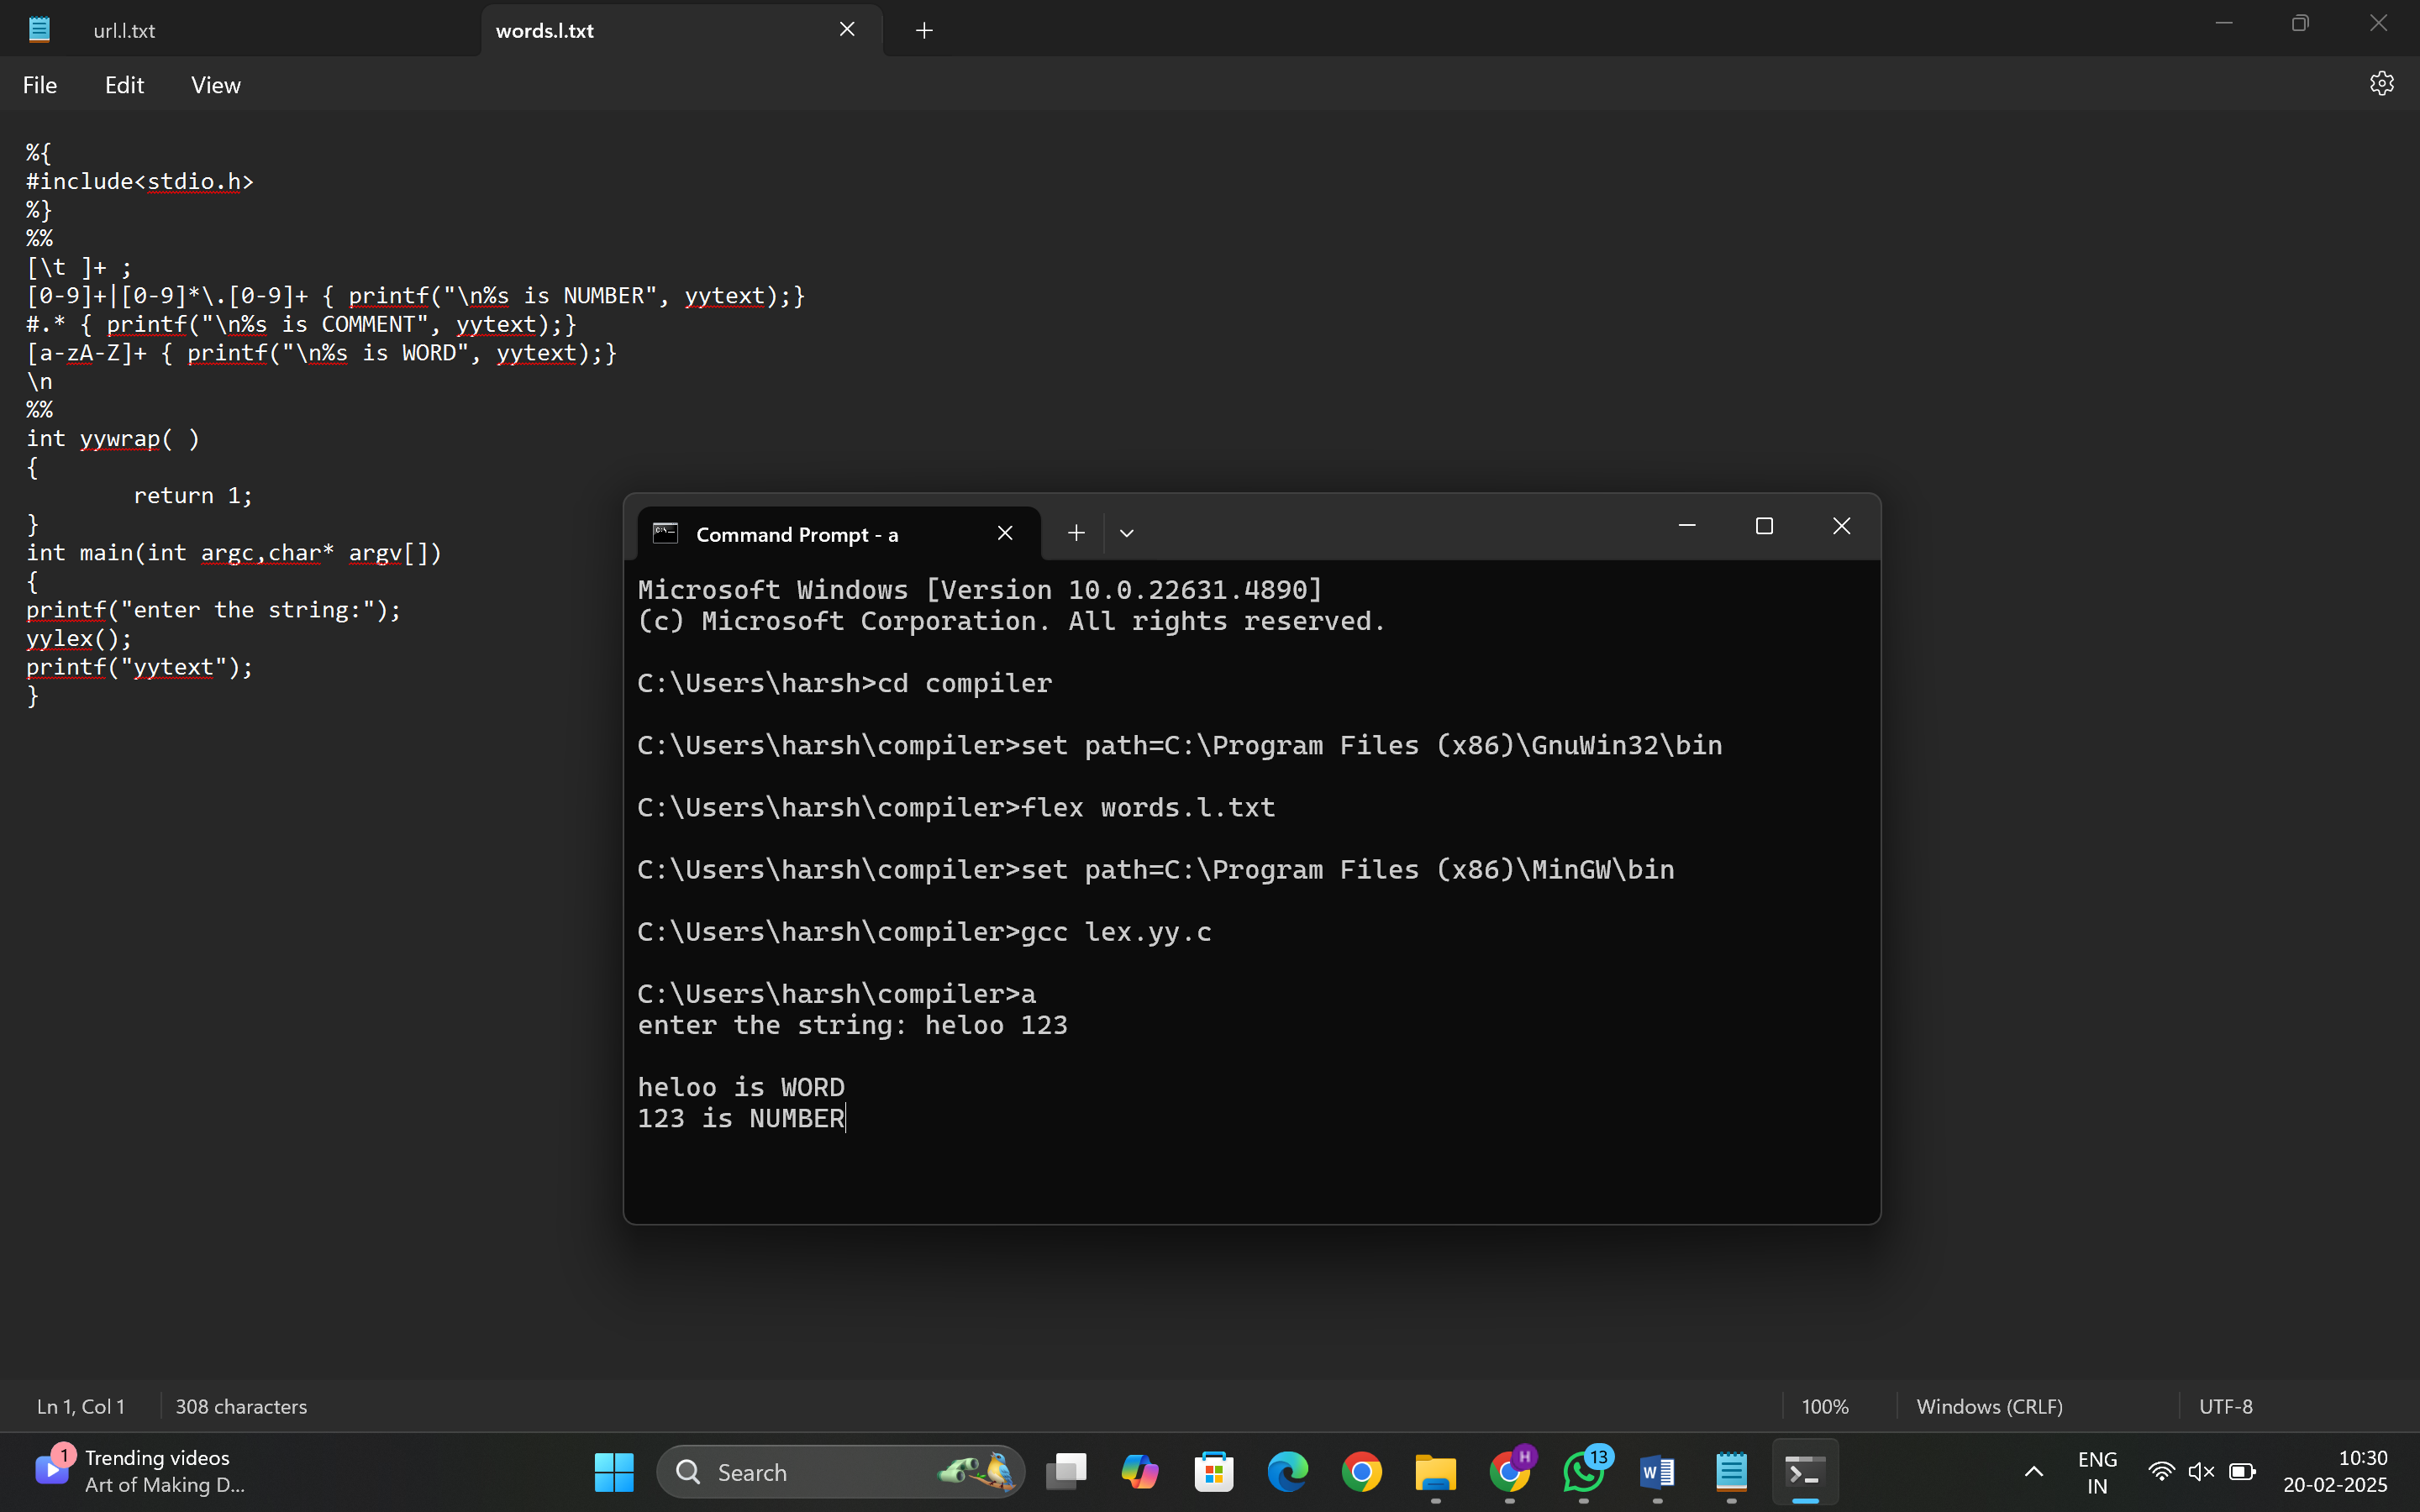 url.l.txt
words.l.txt
File Edit View
%{
#include<stdio.h>
%}
%%
[\t ]+ ;
[0-9]+|[0-9]*\.[0-9]+ { printf("\n%s is NUMBER", yytext);}
#.* { printf("\n%s is COMMENT", yytext);}
[a-zA-Z]+ { printf("\n%s is WORD", yytext);}
\n
%%
int yywrap( )
{
        return 1;
}
int main(int argc,char* argv[])
{
printf("enter the string:");
yylex();
printf("yytext");
}
Command Prompt - a
Microsoft Windows [Version 10.0.22631.4890]
(c) Microsoft Corporation. All rights reserved.
C:\Users\harsh>cd compiler
C:\Users\harsh\compiler>set path=C:\Program Files (x86)\GnuWin32\bin
C:\Users\harsh\compiler>flex words.l.txt
C:\Users\harsh\compiler>set path=C:\Program Files (x86)\MinGW\bin
C:\Users\harsh\compiler>gcc lex.yy.c
C:\Users\harsh\compiler>a
enter the string: heloo 123
heloo is WORD
123 is NUMBER
Ln 1, Col 1 308 characters 100% Windows (CRLF) UTF-8
1
Trending videos
Art of Making D...
Search
H
13
W
ENG
IN
10:30
20-02-2025